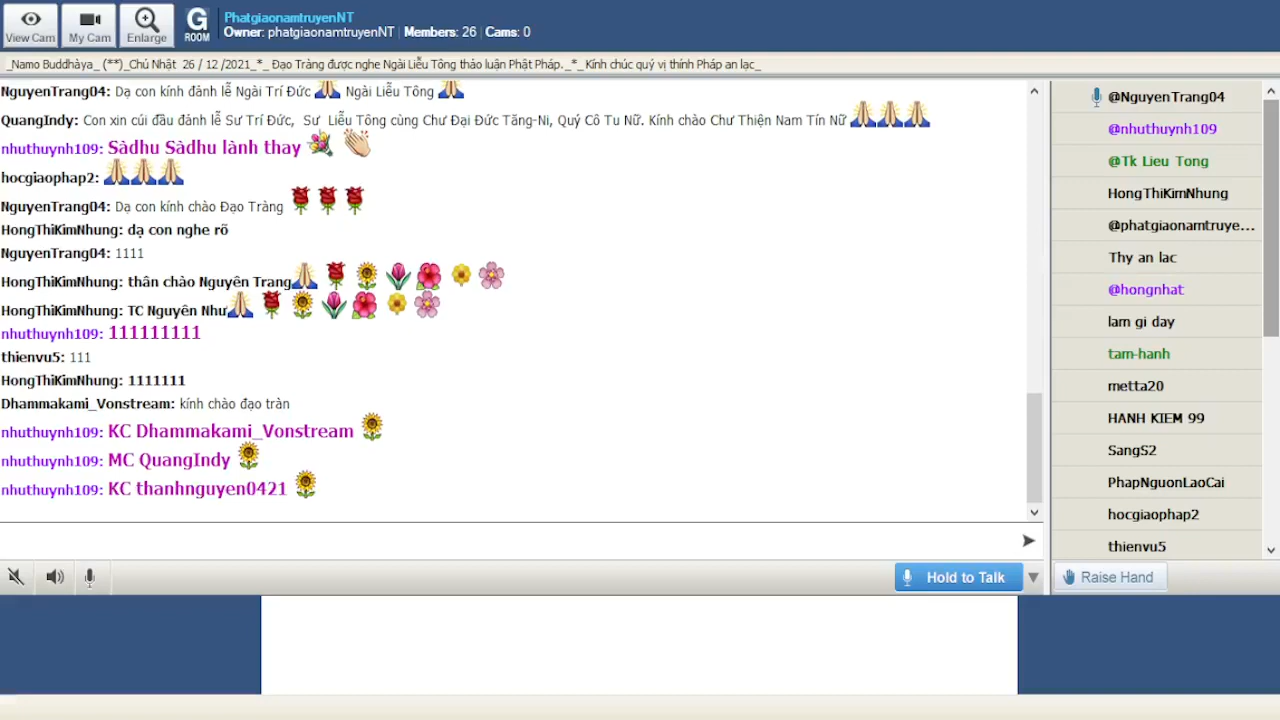 View Cam
My Cam
Enlarge
G
ROOM
PhatgiaonamtruyenNT
Owner: phatgiaonamtruyenNT | Members: 26 | Cams: 0
_Namo Buddhàya_ (**)_Chú Nhật 26 / 12 /2021_*_ Đạo Tràng được nghe Ngài Liễu Tông thảo luận Phật Pháp._*_Kính chúc quý vị thính Pháp an lạc_
NguyenTrang04: Dạ con kính đảnh lễ Ngài Trí Đức Ngài Liễu Tông
QuangIndy: Con xin cúi đầu đảnh lễ Sư Trí Đức, Sư Liễu Tông cùng Chư Đại Đức Tăng-Ni, Quý Cô Tu Nữ. Kính chào Chư Thiện Nam Tín Nữ
nhuthuynh109: Sàdhu Sàdhu lành thay
hocgiaophap2:
NguyenTrang04: Dạ con kính chào Đạo Tràng
HongThiKimNhung: dạ con nghe rõ
NguyenTrang04: 1111
HongThiKimNhung: thân chào Nguyên Trang
HongThiKimNhung: TC Nguyên Như
nhuthuynh109: 111111111
thienvu5: 111
HongThiKimNhung: 1111111
Dhammakami_Vonstream: kính chào đạo tràn
nhuthuynh109: KC Dhammakami_Vonstream
nhuthuynh109: MC QuangIndy
nhuthuynh109: KC thanhnguyen0421
Hold to Talk
@NguyenTrang04
@nhuthuynh109
@Tk Lieu Tong
HongThiKimNhung
@phatgiaonamtruye...
Thy an lac
@hongnhat
lam gi day
tam-hanh
metta20
HANH KIEM 99
SangS2
PhapNguonLaoCai
hocgiaophap2
thienvu5
Raise Hand